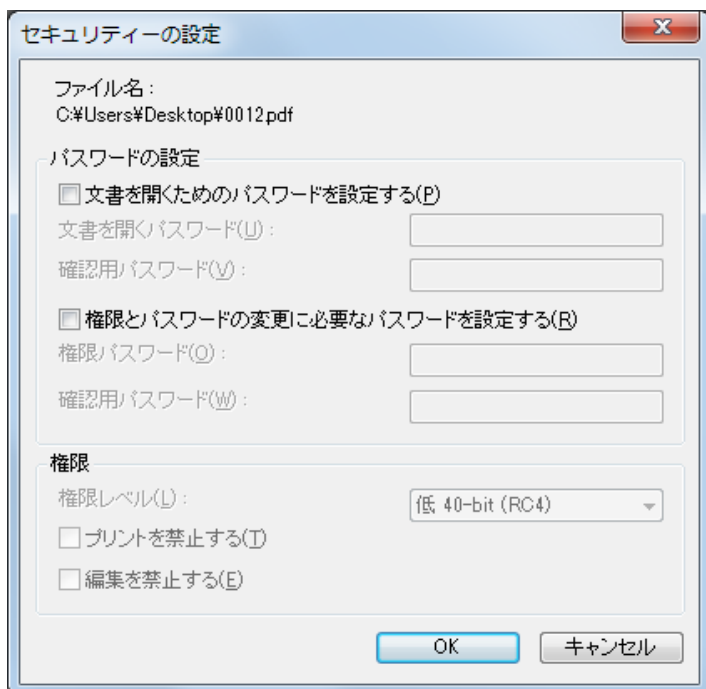 セキュリティーの設定
ファイル名：
C:¥Users¥Desktop¥0012.pdf
パスワードの設定
文書を開くためのパスワードを設定する(P)
文書を開くパスワード(U)：
確認用パスワード(V)：
権限とパスワードの変更に必要なパスワードを設定する(R)
権限パスワード(O)：
確認用パスワード(W)：
権限
権限レベル(L)： 低 40-bit (RC4)
プリントを禁止する(T)
編集を禁止する(E)
OK キャンセル